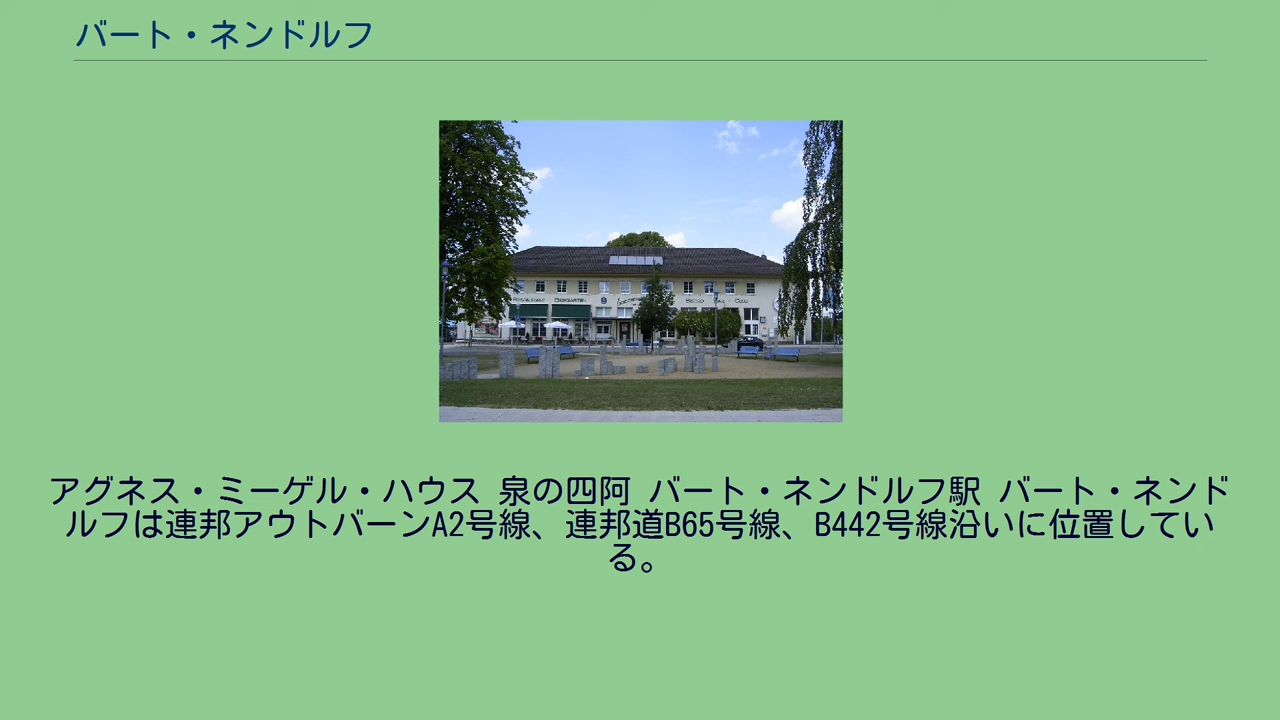 バート・ネンドルフ
RESTAURANT BIERGARTEN
アグネス・ミーゲル・ハウス 泉の四阿 バート・ネンドルフ駅 バート・ネンド
ルフは連邦アウトバーンA2号線、連邦道B65号線、B442号線沿いに位置してい
る。